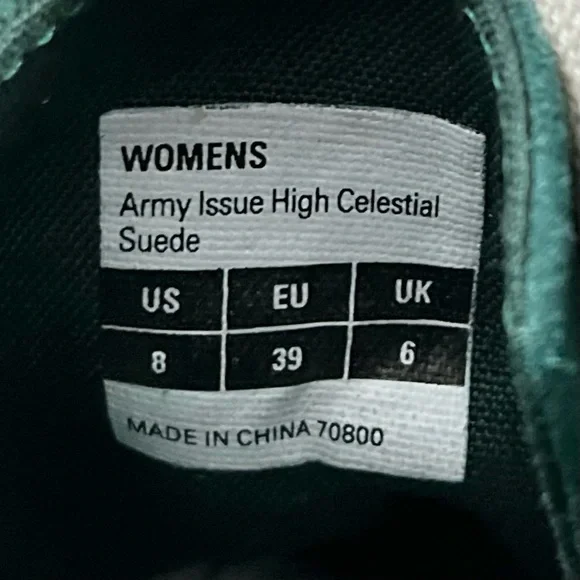 WOMENS
Army Issue High Celestial
Suede
US EU UK
8 39 6
MADE IN CHINA 70800